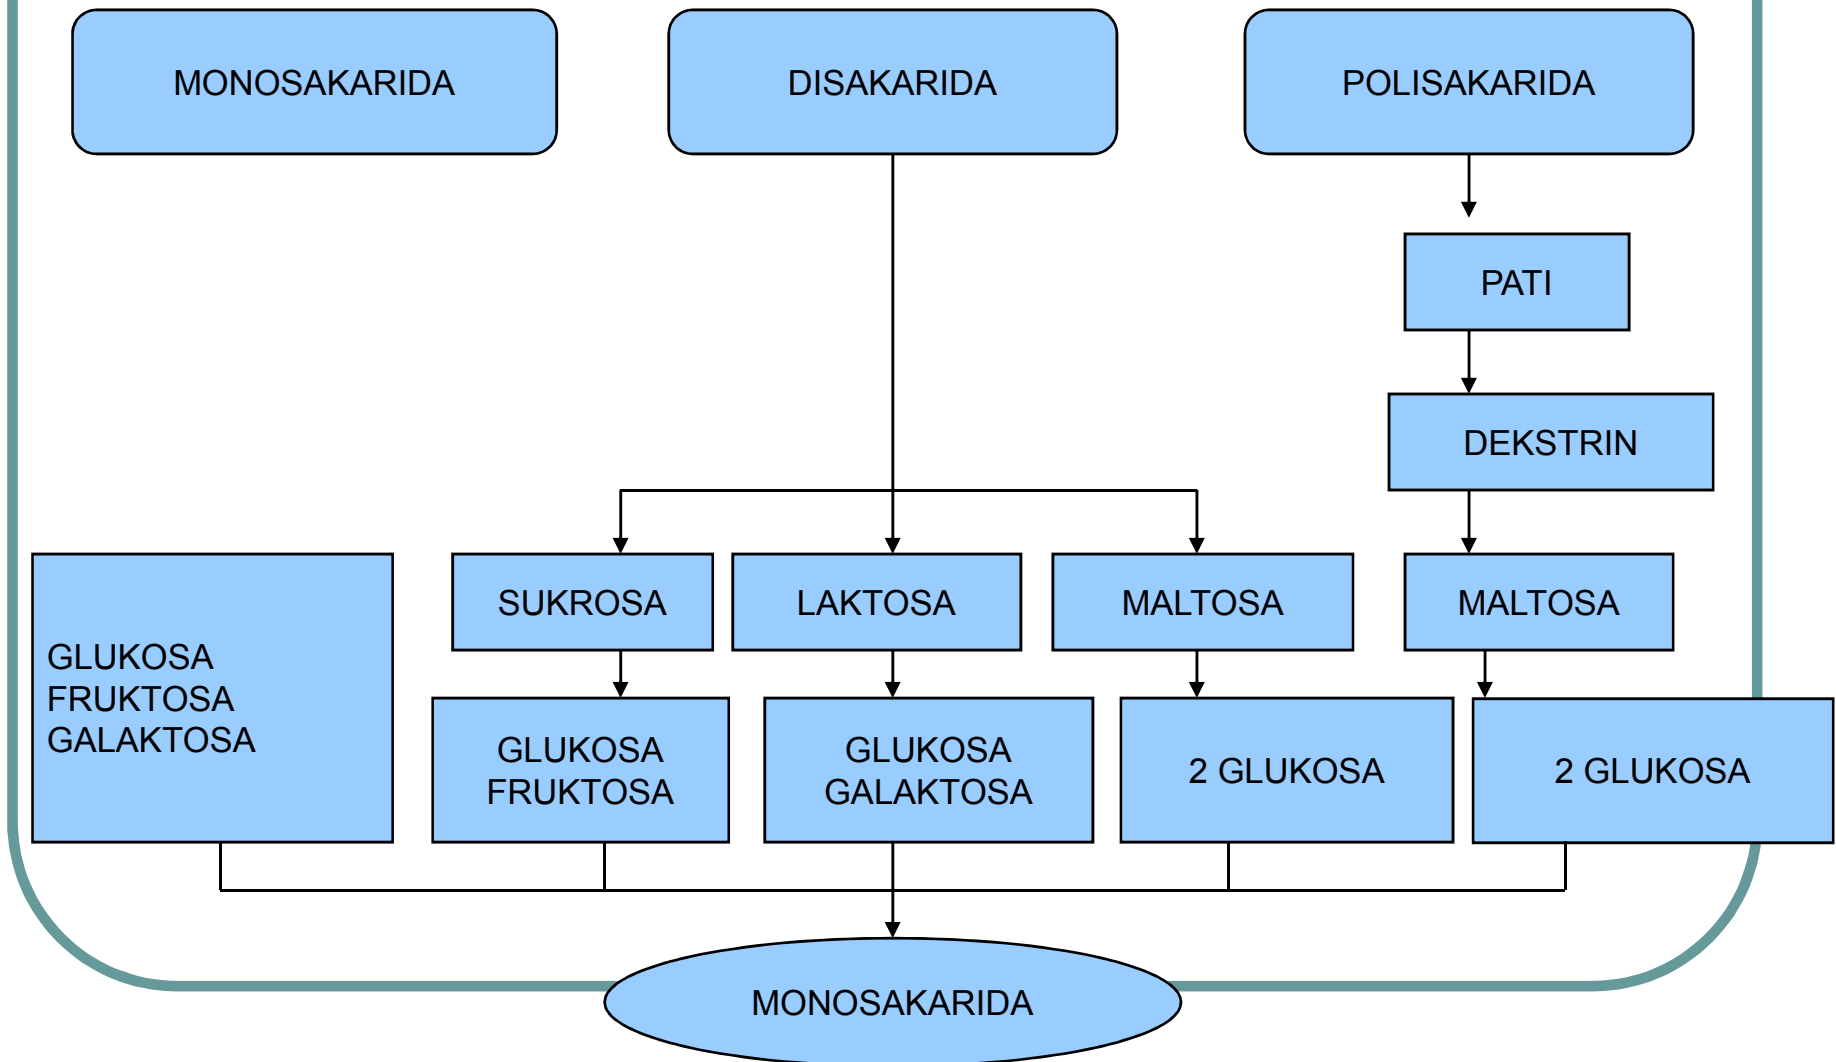 MONOSAKARIDA
DISAKARIDA
POLISAKARIDA
PATI
DEKSTRIN
SUKROSA
LAKTOSA
MALTOSA
MALTOSA
GLUKOSA
FRUKTOSA
GALAKTOSA
GLUKOSA
FRUKTOSA
GLUKOSA
GALAKTOSA
2 GLUKOSA
2 GLUKOSA
MONOSAKARIDA